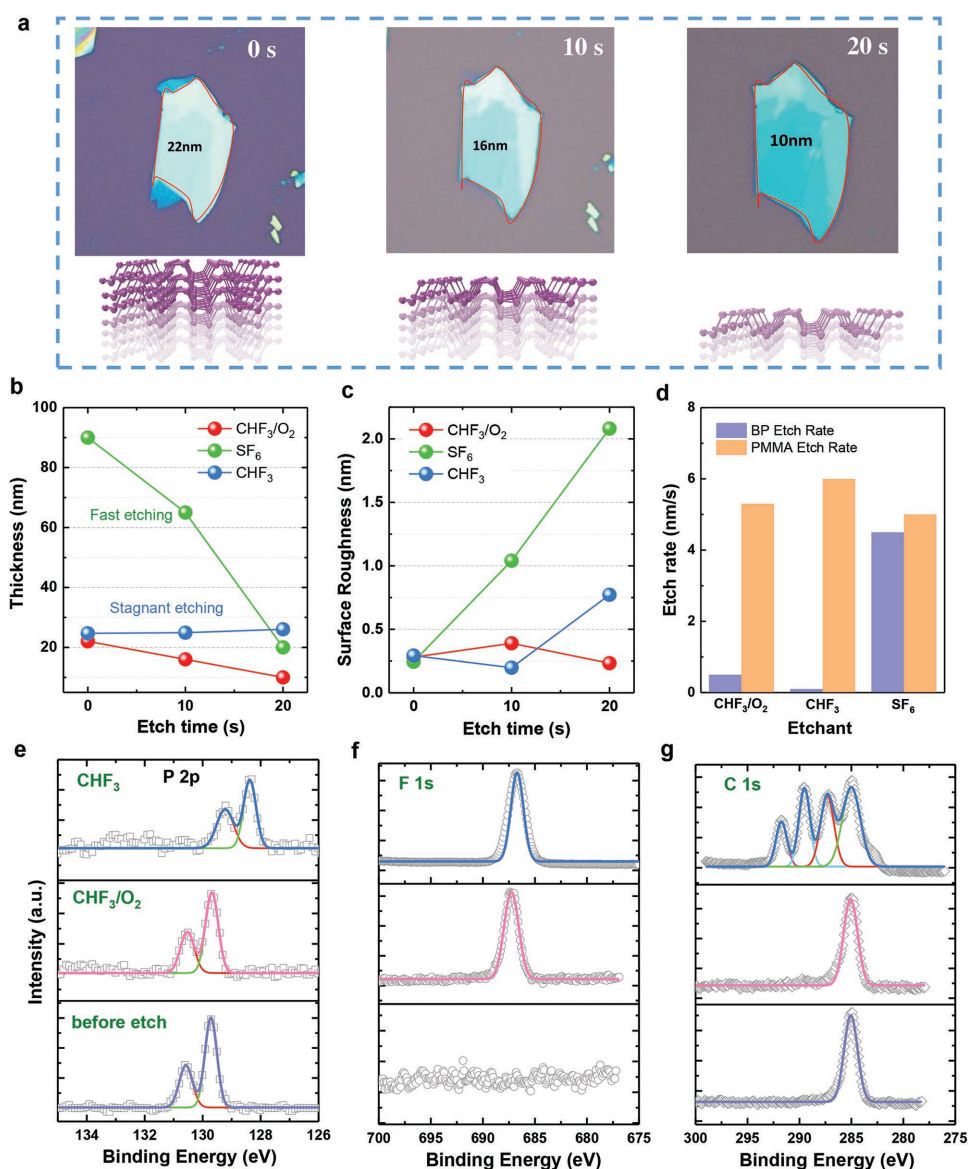 a
0 s
10 s
20 s
22nm
16nm
10nm
b
100
80
60
40
20
Thickness (nm)
CHF₃/O₂
SF₆
CHF₃
Fast etching
Stagnant etching
0
10
20
Etch time (s)
c
2.0
1.5
1.0
0.5
0.0
Surface Roughness (nm)
CHF₃/O₂
SF₆
CHF₃
0
10
20
Etch time (s)
d
8
6
4
2
0
Etch rate (nm/s)
BP Etch Rate
PMMA Etch Rate
CHF₃/O₂
CHF₃
SF₆
Etchant
e
CHF₃
P 2p
CHF₃/O₂
before etch
Intensity (a.u.)
134
132
130
128
126
Binding Energy (eV)
f
F 1s
700
695
690
685
680
675
Binding Energy (eV)
g
C 1s
300
295
290
285
280
275
Binding Energy (eV)